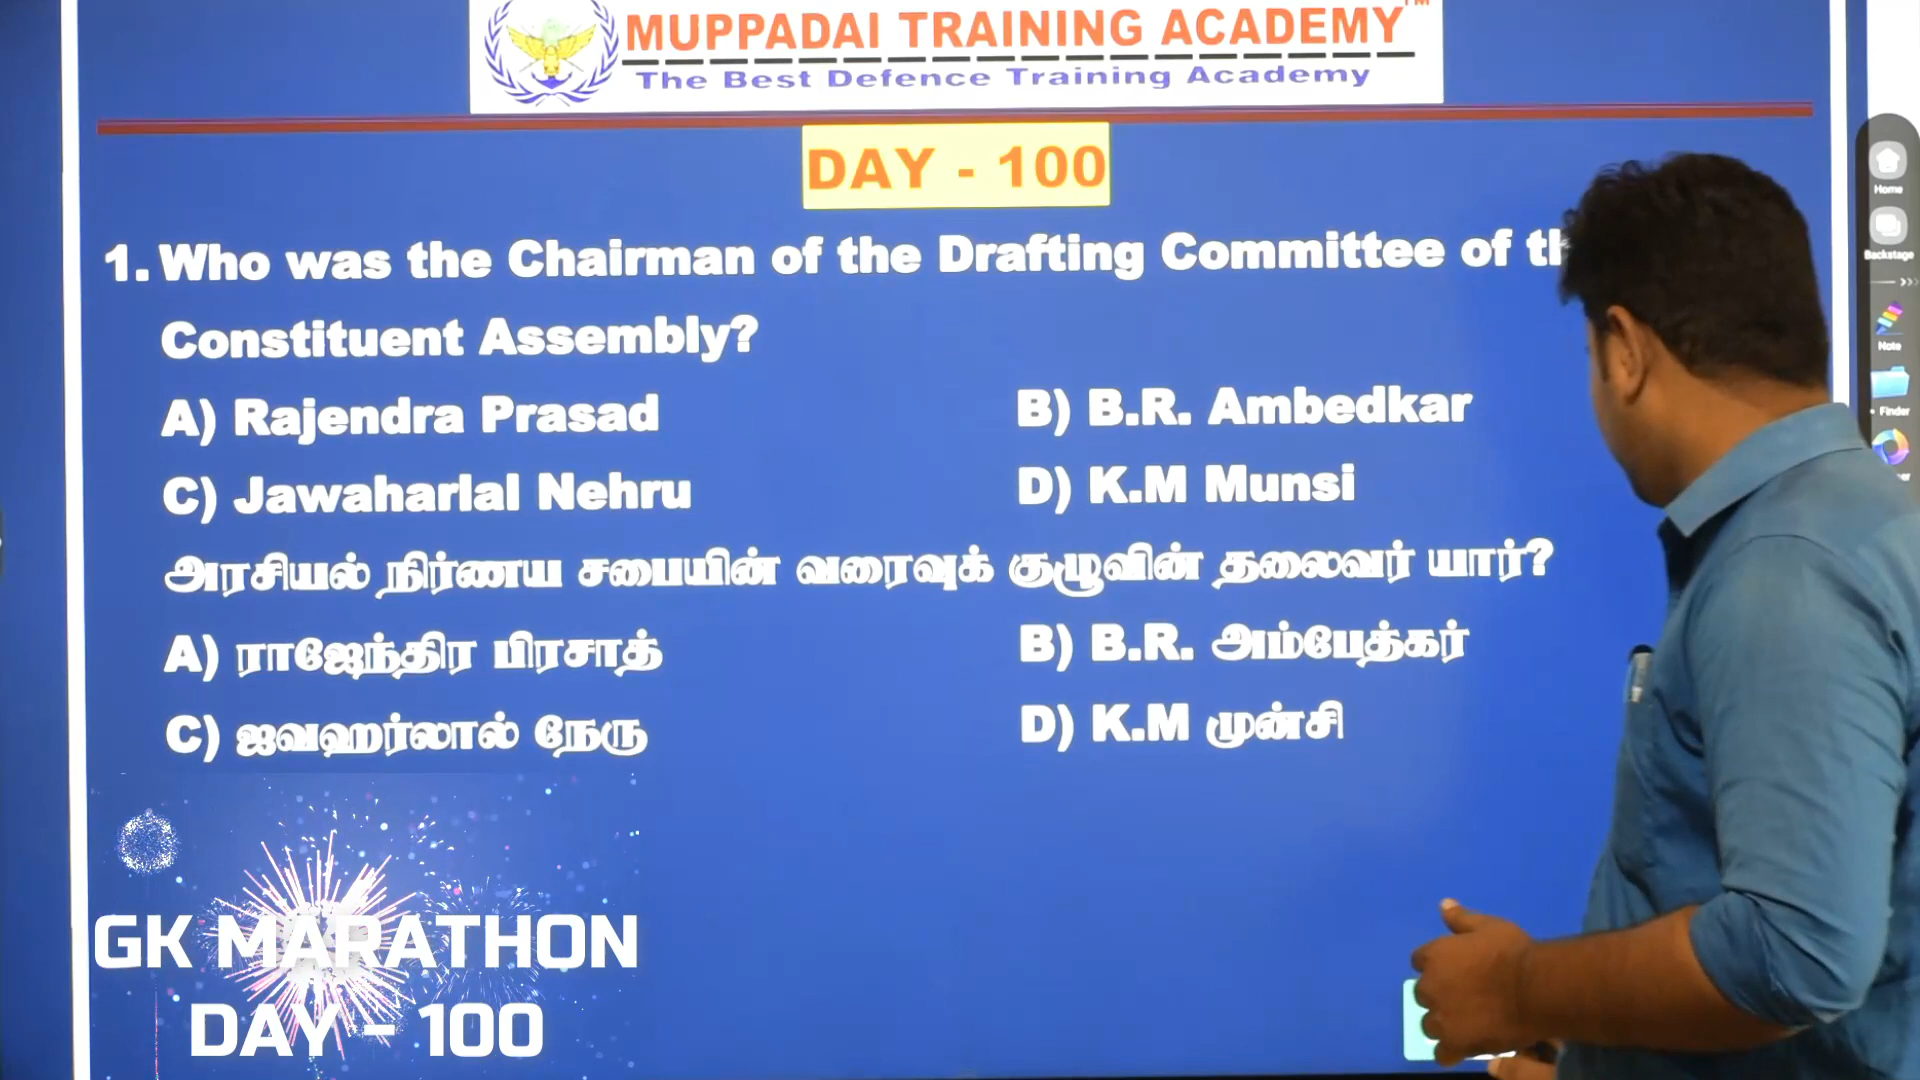 MUPPADAI TRAINING ACADEMY™
The Best Defence Training Academy
DAY - 100
1. Who was the Chairman of the Drafting Committee of
Constituent Assembly?
A) Rajendra Prasad B) B.R. Ambedkar
C) Jawaharlal Nehru D) K.M Munsi
அரசியல் நிர்ணய சபையின் வரைவுக் குழுவின் தலைவர் யார்?
A) ராஜேந்திர பிரசாத் B) B.R. அம்பேத்கர்
C) ஜவஹர்லால் நேரு D) K.M முன்சி
GK MARATHON
DAY - 100
Home
Backstage
Note
Finder